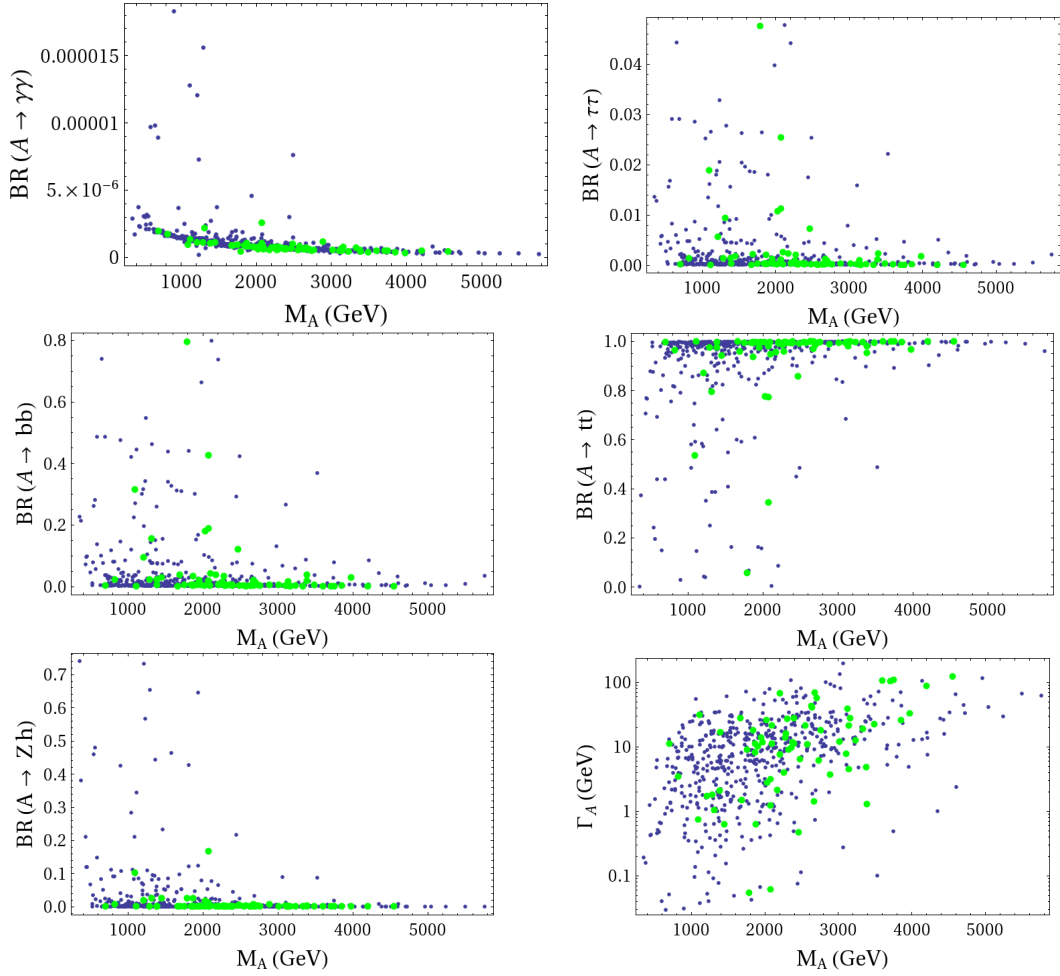 BR (A → γγ)
0.000015
0.00001
5.×10⁻⁶
0
1000 2000 3000 4000 5000
M_A (GeV)
BR (A → ττ)
0.04
0.03
0.02
0.01
0.00
1000 2000 3000 4000 5000
M_A (GeV)
BR (A → bb)
0.8
0.6
0.4
0.2
0.0
1000 2000 3000 4000 5000
M_A (GeV)
BR (A → tt)
1.0
0.8
0.6
0.4
0.2
0.0
1000 2000 3000 4000 5000
M_A (GeV)
BR (A → Zh)
0.7
0.6
0.5
0.4
0.3
0.2
0.1
0.0
1000 2000 3000 4000 5000
M_A (GeV)
Γ_A (GeV)
100
10
1
0.1
1000 2000 3000 4000 5000
M_A (GeV)